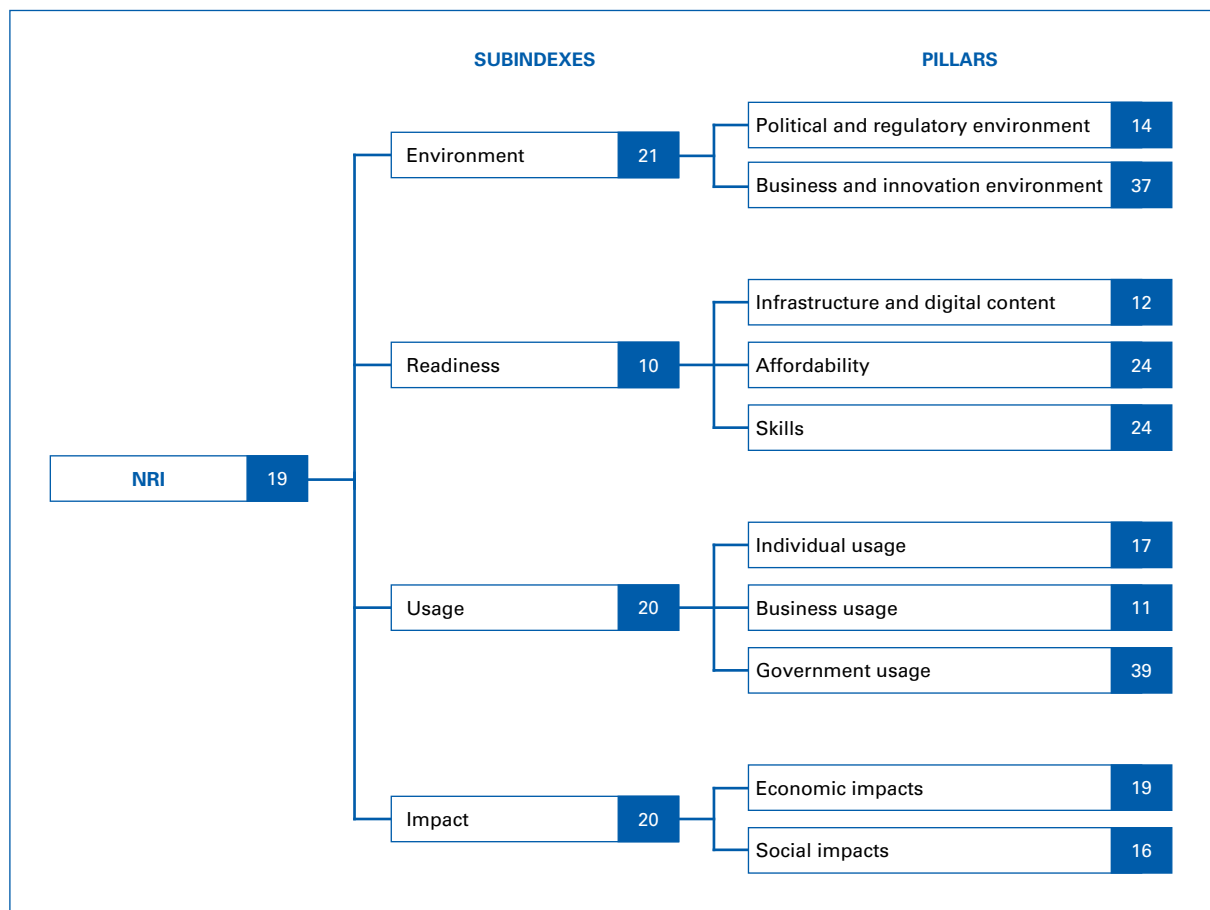 SUBINDEXES
PILLARS
NRI 19
Environment 21
Political and regulatory environment 14
Business and innovation environment 37
Readiness 10
Infrastructure and digital content 12
Affordability 24
Skills 24
Usage 20
Individual usage 17
Business usage 11
Government usage 39
Impact 20
Economic impacts 19
Social impacts 16